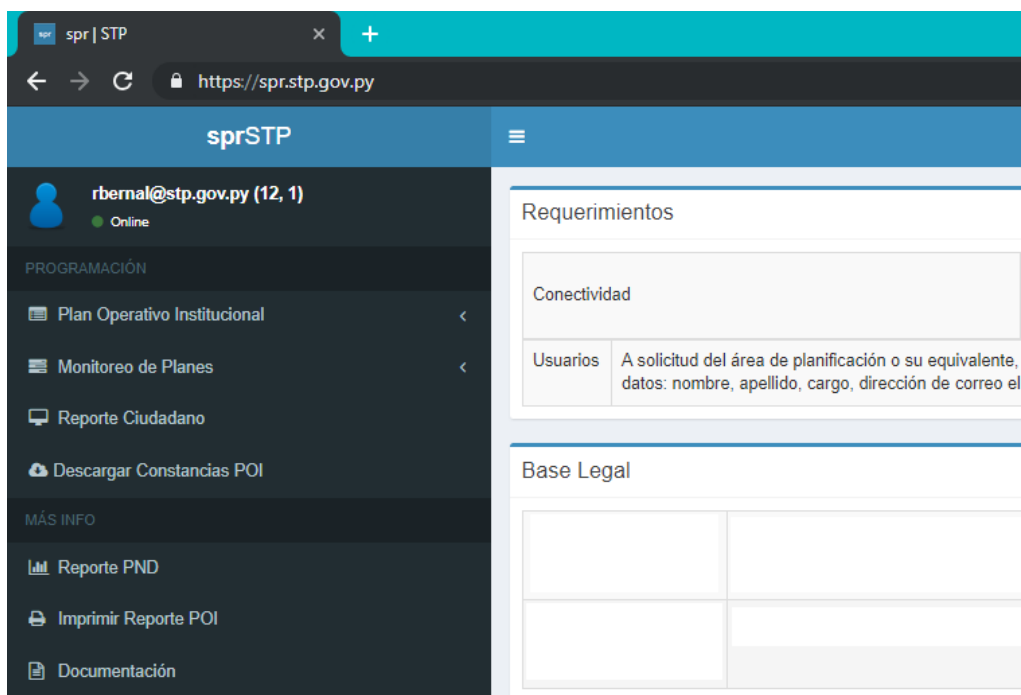 spr spr | STP
https://spr.stp.gov.py
sprSTP
rbernal@stp.gov.py (12, 1)
Online
PROGRAMACIÓN
Plan Operativo Institucional
Monitoreo de Planes
Reporte Ciudadano
Descargar Constancias POI
MÁS INFO
Reporte PND
Imprimir Reporte POI
Documentación
Requerimientos
Conectividad
Usuarios A solicitud del área de planificación o su equivalente,
datos: nombre, apellido, cargo, dirección de correo el
Base Legal